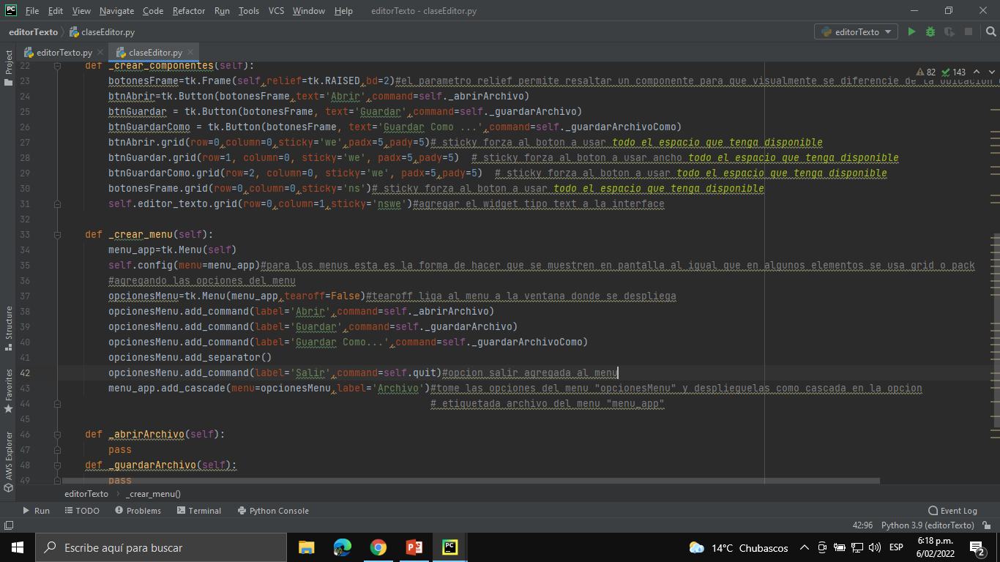 PC File Edit View Navigate Code Refactor Run Tools VCS Window Help editorTexto - claseEditor.py
editorTexto claseEditor.py editorTexto
editorTexto.py claseEditor.py
Project
Structure
Favorites
AWS Explorer
82 143
22 def _crear_componentes(self):
23 botonesFrame=tk.Frame(self,relief=tk.RAISED,bd=2)#el parametro relief permite resaltar un componente para que visualmente se diferencie de la ubicacion
24 btnAbrir=tk.Button(botonesFrame,text='Abrir',command=self._abrirArchivo)
25 btnGuardar = tk.Button(botonesFrame, text='Guardar',command=self._guardarArchivo)
26 btnGuardarComo = tk.Button(botonesFrame, text='Guardar Como ...',command=self._guardarArchivoComo)
27 btnAbrir.grid(row=0,column=0,sticky='we',padx=5,pady=5)# sticky forza al boton a usar todo el espacio que tenga disponible
28 btnGuardar.grid(row=1, column=0, sticky='we', padx=5,pady=5)  # sticky forza al boton a usar ancho todo el espacio que tenga disponible
29 btnGuardarComo.grid(row=2, column=0, sticky='we', padx=5,pady=5)  # sticky forza al boton a usar todo el espacio que tenga disponible
30 botonesFrame.grid(row=0,column=0,sticky='ns')# sticky forza al boton a usar todo el espacio que tenga disponible
31 self.editor_texto.grid(row=0,column=1,sticky='nswe')#agregar el widget tipo text a la interface
32
33 def _crear_menu(self):
34 menu_app=tk.Menu(self)
35 self.config(menu=menu_app)#para los menus esta es la forma de hacer que se muestren en pantalla al igual que en algunos elementos se usa grid o pack
36 #agregando las opciones del menu
37 opcionesMenu=tk.Menu(menu_app,tearoff=False)#tearoff liga al menu a la ventana donde se despliega
38 opcionesMenu.add_command(label='Abrir',command=self._abrirArchivo)
39 opcionesMenu.add_command(label='Guardar',command=self._guardarArchivo)
40 opcionesMenu.add_command(label='Guardar Como...',command=self._guardarArchivoComo)
41 opcionesMenu.add_separator()
42 opcionesMenu.add_command(label='Salir',command=self.quit)#opcion salir agregada al menu
43 menu_app.add_cascade(menu=opcionesMenu,label='Archivo')#tome las opciones del menu "opcionesMenu" y desplieguelas como cascada en la opcion
44 # etiquetada archivo del menu "menu_app"
45
46 def _abrirArchivo(self):
47 pass
48 def _guardarArchivo(self):
49 pass
editorTexto _crear_menu()
Run TODO Problems Terminal Python Console Event Log
42:96 Python 3.9 (editorTexto)
Escribe aquí para buscar 14°C Chubascos ESP 6:18 p.m.
6/02/2022 2